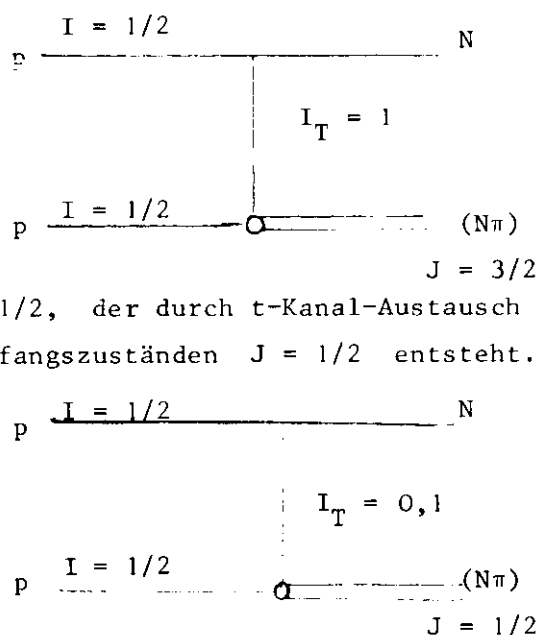 I = 1/2
p N
I_T = 1
I = 1/2
p (Nπ)
J = 3/2
1/2, der durch t-Kanal-Austausch
fangszuständen J = 1/2 entsteht.
I = 1/2
p N
I_T = 0,1
I = 1/2
p (Nπ)
J = 1/2